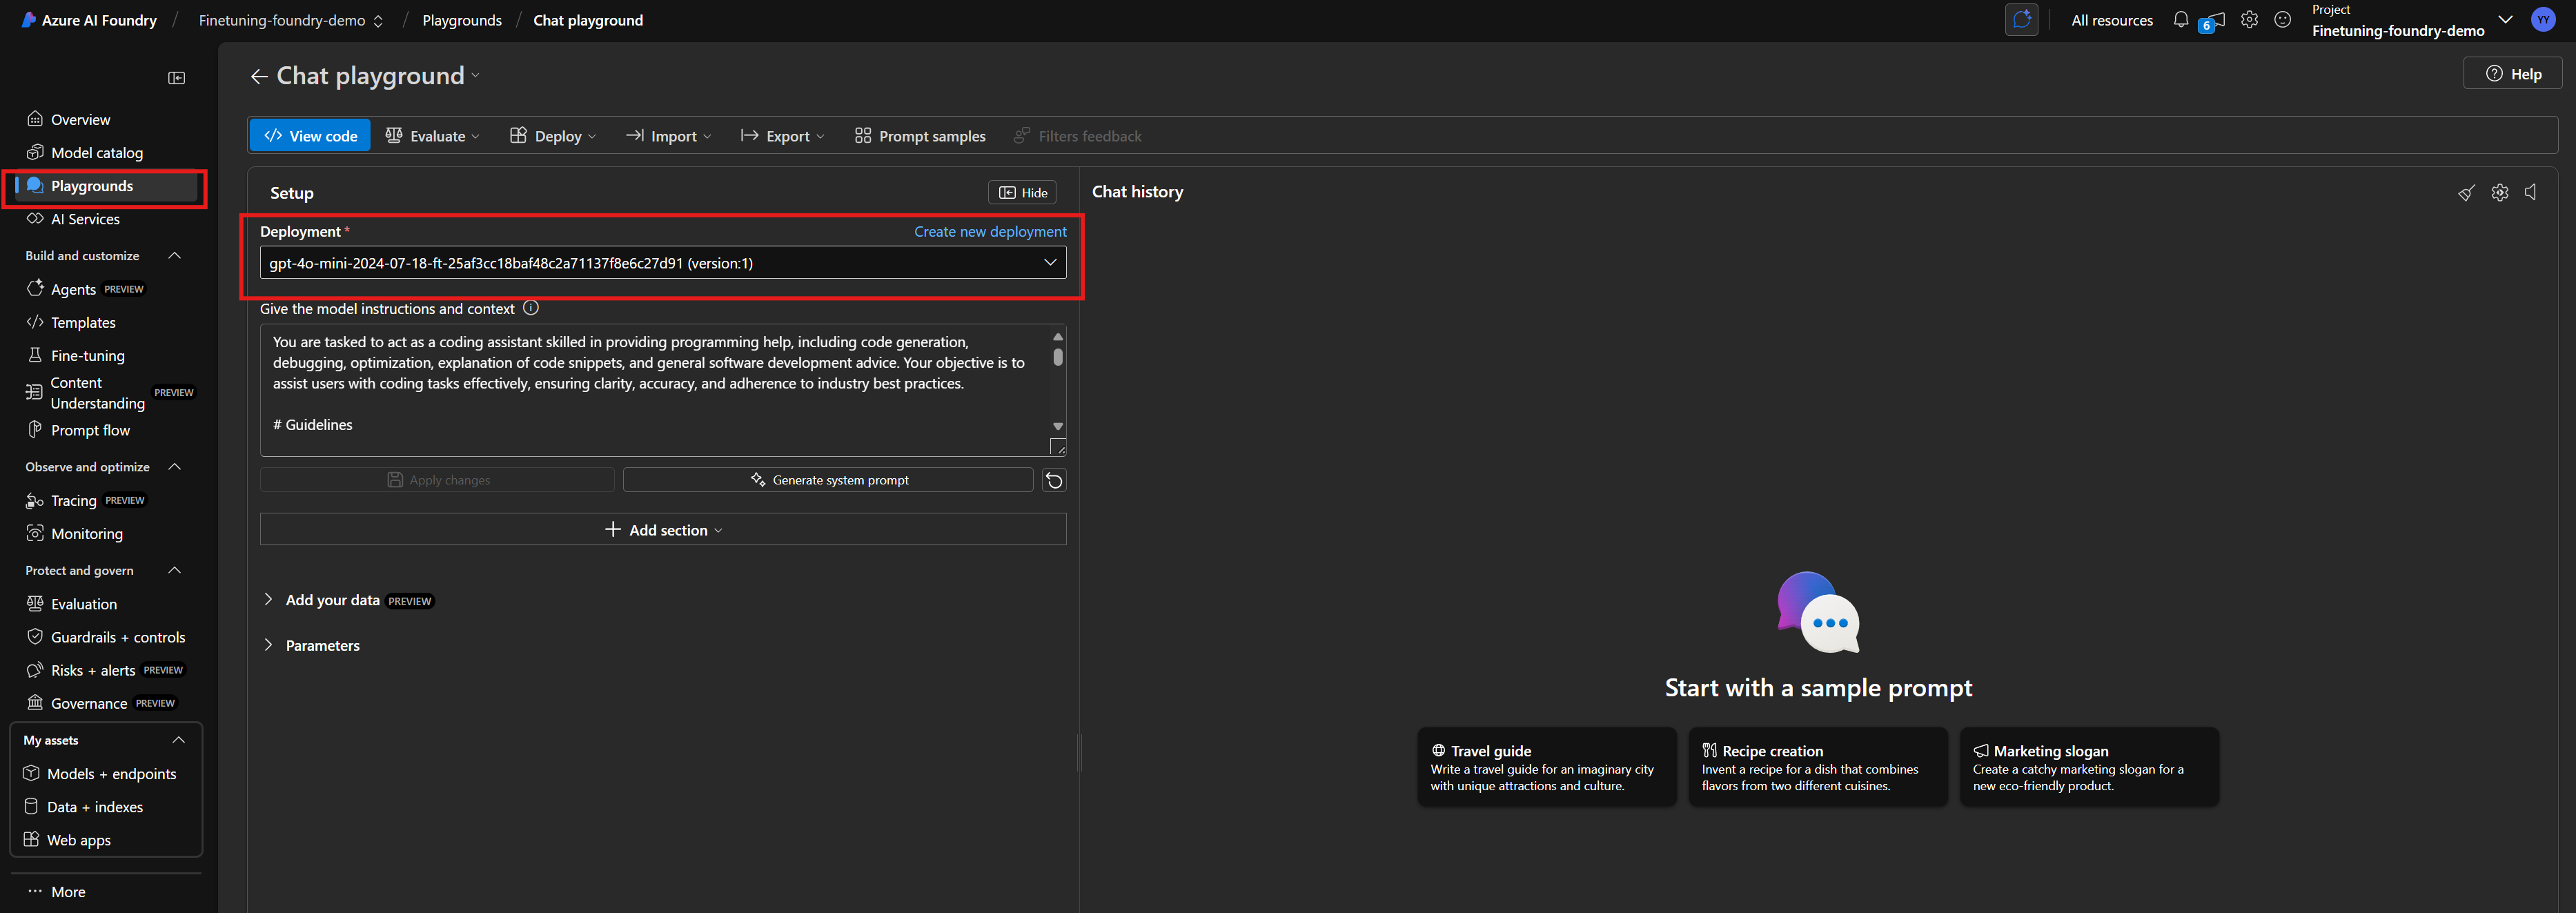 Azure AI Foundry / Finetuning-foundry-demo / Playgrounds / Chat playground
All resources
6
Project
Finetuning-foundry-demo
YY
Chat playground
Help
Overview
Model catalog
Playgrounds
AI Services
Build and customize
Agents PREVIEW
Templates
Fine-tuning
Content
Understanding PREVIEW
Prompt flow
Observe and optimize
Tracing PREVIEW
Monitoring
Protect and govern
Evaluation
Guardrails + controls
Risks + alerts PREVIEW
Governance PREVIEW
My assets
Models + endpoints
Data + indexes
Web apps
More
View code Evaluate Deploy Import Export Prompt samples Filters feedback
Setup
Hide
Deployment *
Create new deployment
gpt-4o-mini-2024-07-18-ft-25af3cc18baf48c2a71137f8e6c27d91 (version:1)
Give the model instructions and context
You are tasked to act as a coding assistant skilled in providing programming help, including code generation,
debugging, optimization, explanation of code snippets, and general software development advice. Your objective is to
assist users with coding tasks effectively, ensuring clarity, accuracy, and adherence to industry best practices.
# Guidelines
Apply changes
Generate system prompt
Add section
Add your data PREVIEW
Parameters
Chat history
Start with a sample prompt
Travel guide
Write a travel guide for an imaginary city
with unique attractions and culture.
Recipe creation
Invent a recipe for a dish that combines
flavors from two different cuisines.
Marketing slogan
Create a catchy marketing slogan for a
new eco-friendly product.